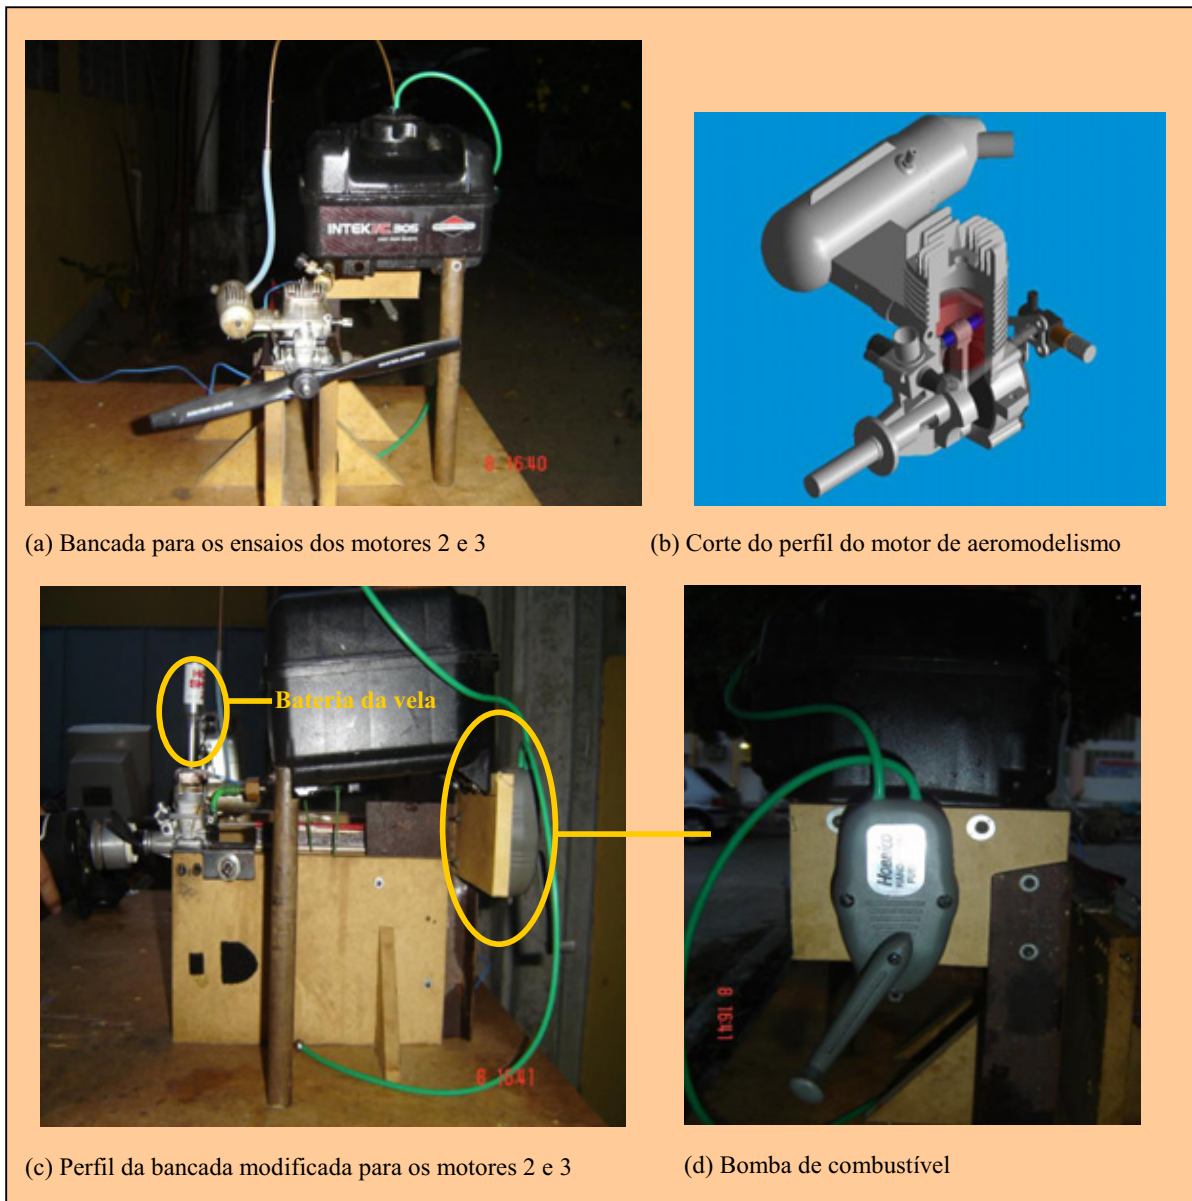 INTEK I/C 305
8 16:40
(a) Bancada para os ensaios dos motores 2 e 3
(b) Corte do perfil do motor de aeromodelismo
Bateria da vela
8 16:41
(c) Perfil da bancada modificada para os motores 2 e 3
HOBBICO
8 16:41
(d) Bomba de combustível